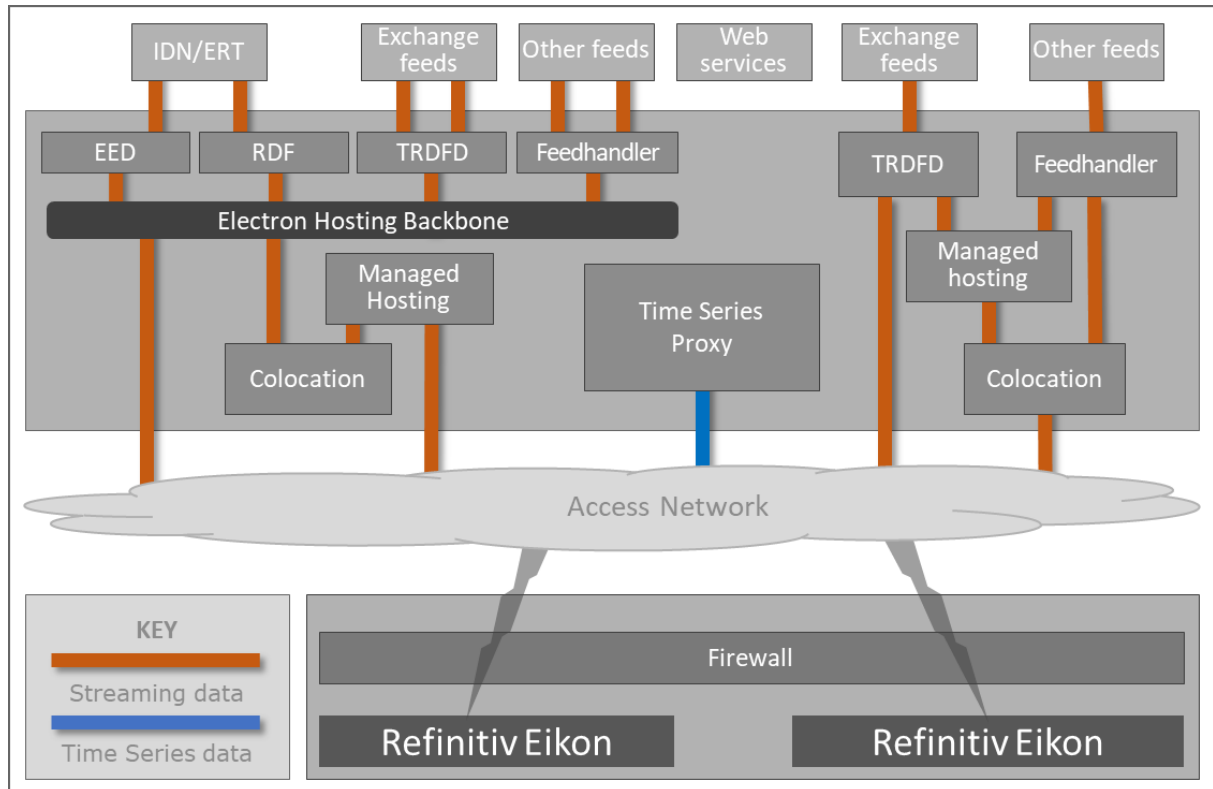 IDN/ERT
Exchange
feeds
Other feeds
Web
services
Exchange
feeds
Other feeds
EED
RDF
TRDFD
Feedhandler
TRDFD
Feedhandler
Electron Hosting Backbone
Managed
Hosting
Managed
hosting
Time Series
Proxy
Colocation
Colocation
Access Network
KEY
Streaming data
Time Series data
Firewall
Refinitiv Eikon
Refinitiv Eikon